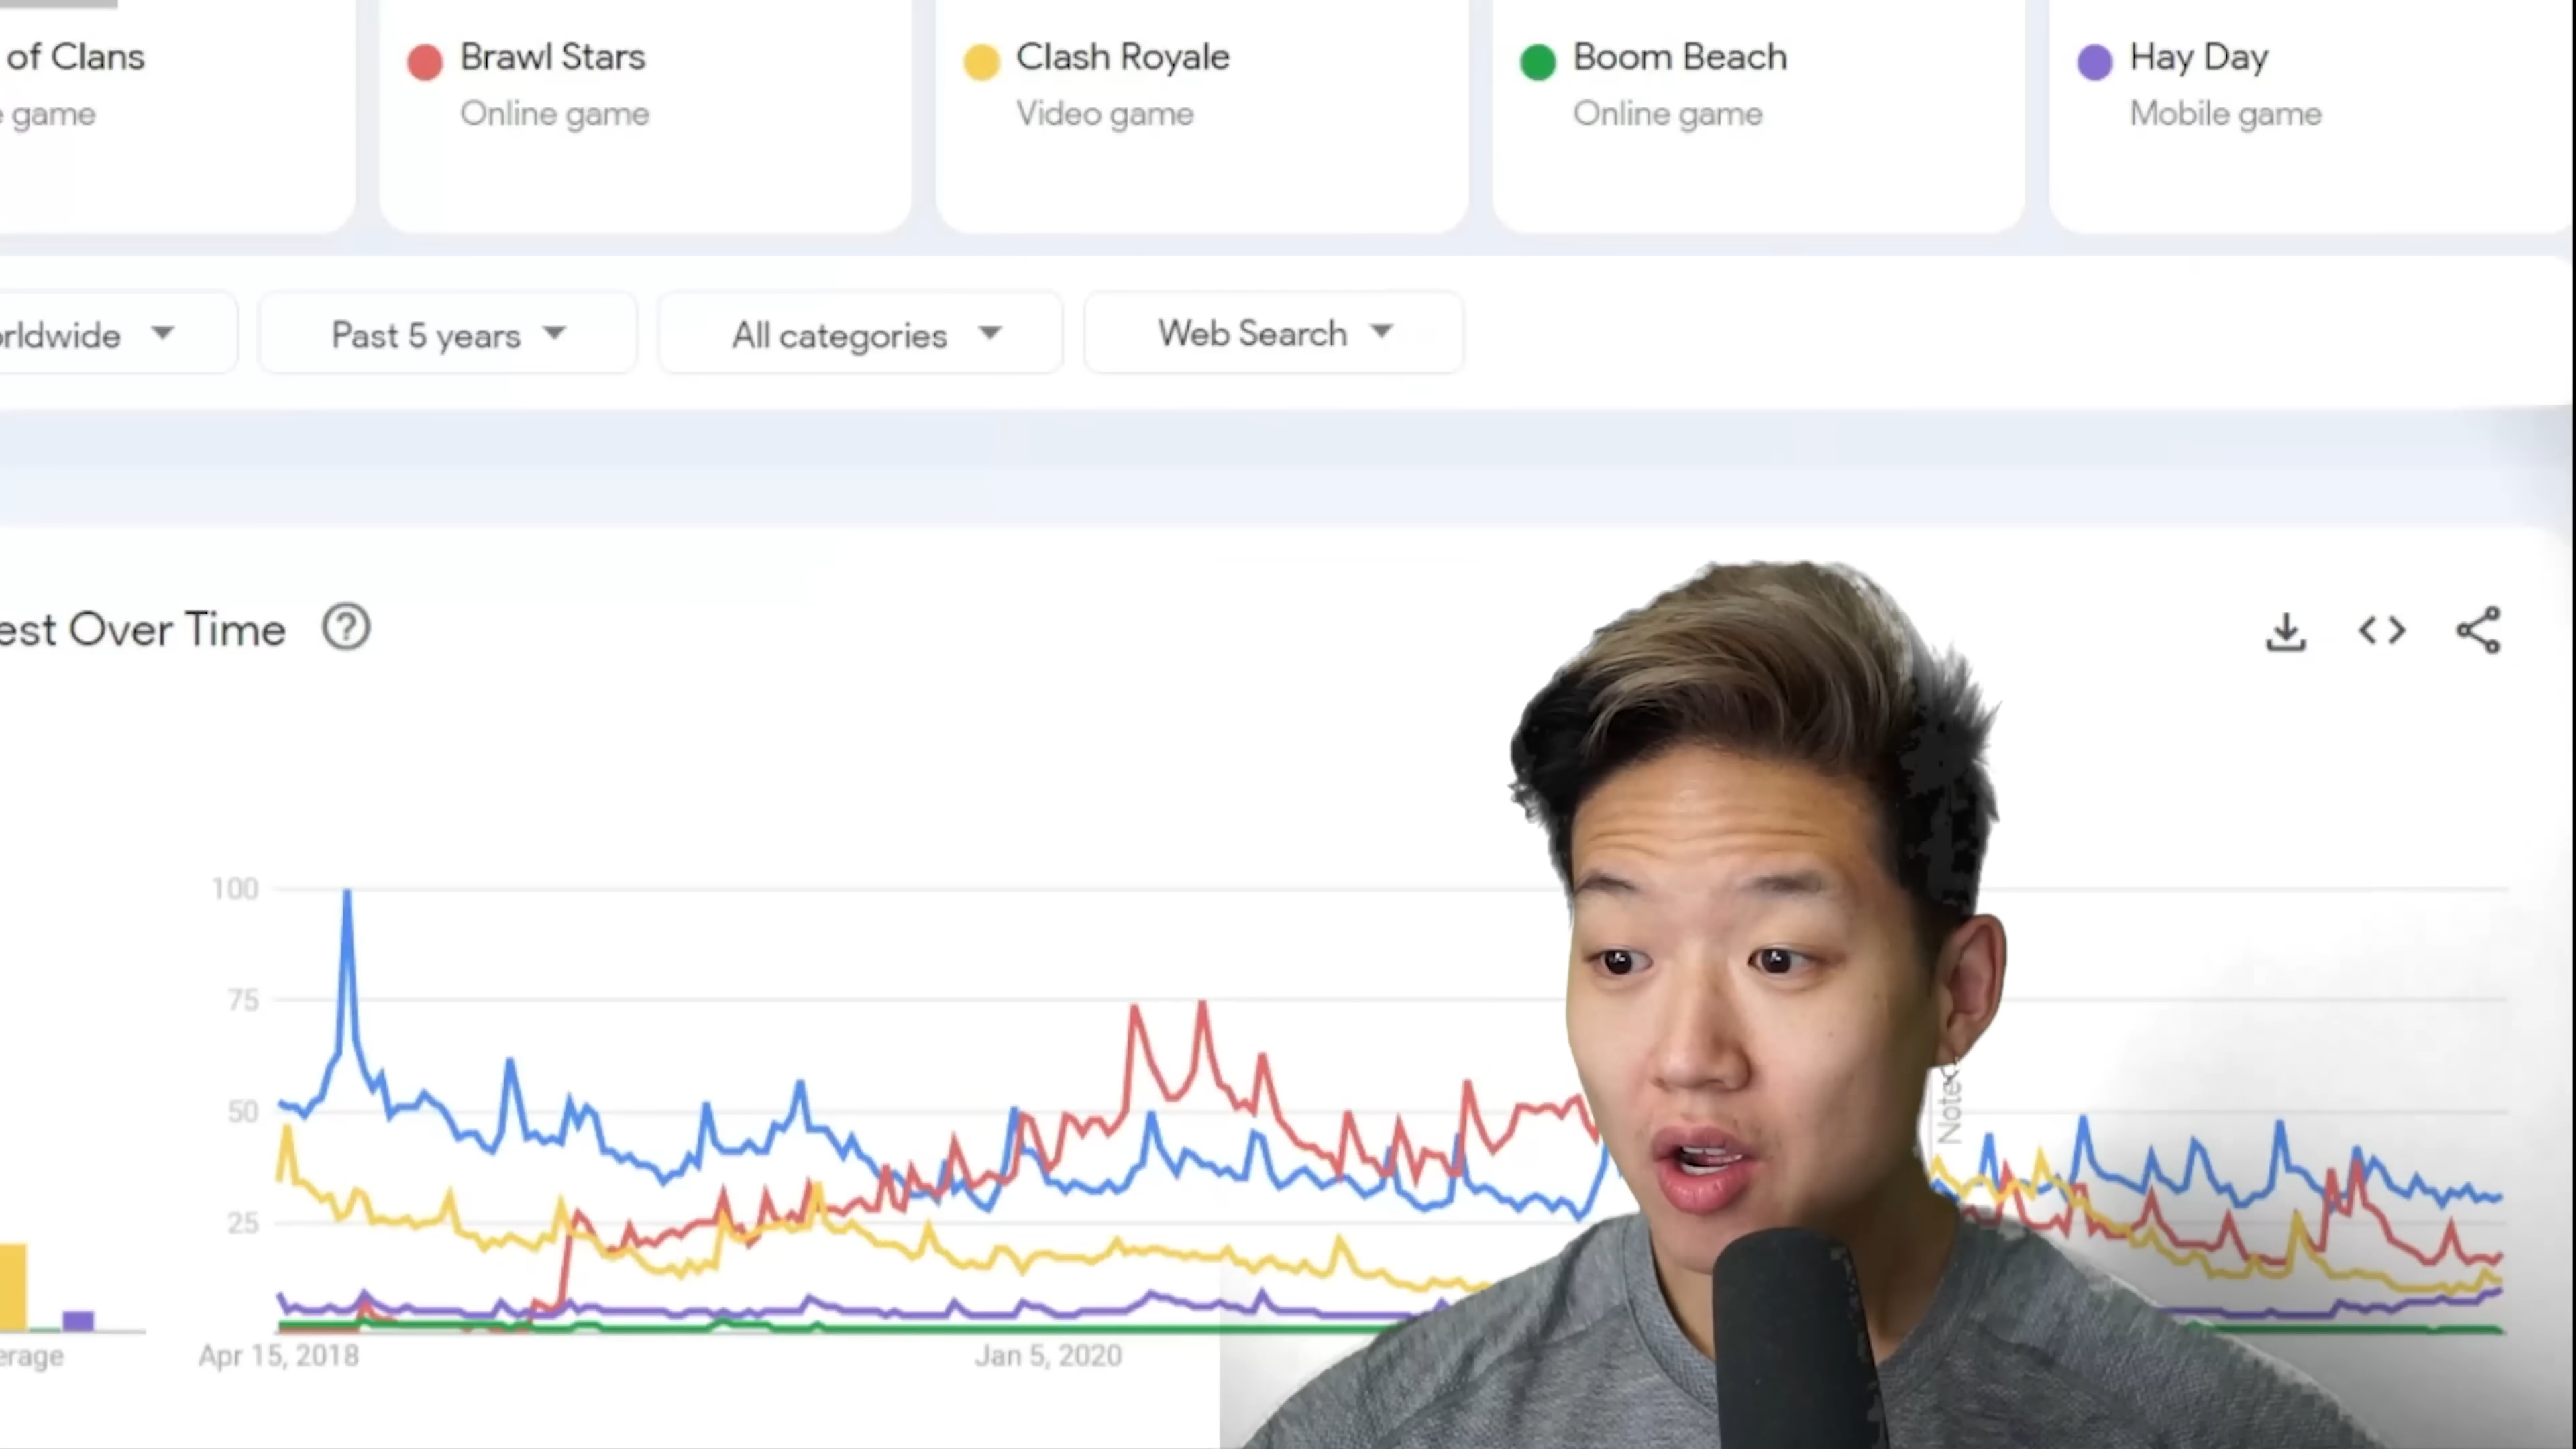 of Clans
game
Brawl Stars
Online game
Clash Royale
Video game
Boom Beach
Online game
Hay Day
Mobile game
rldwide
Past 5 years
All categories
Web Search
est Over Time
?
100
75
50
25
Note
erage
Apr 15, 2018
Jan 5, 2020